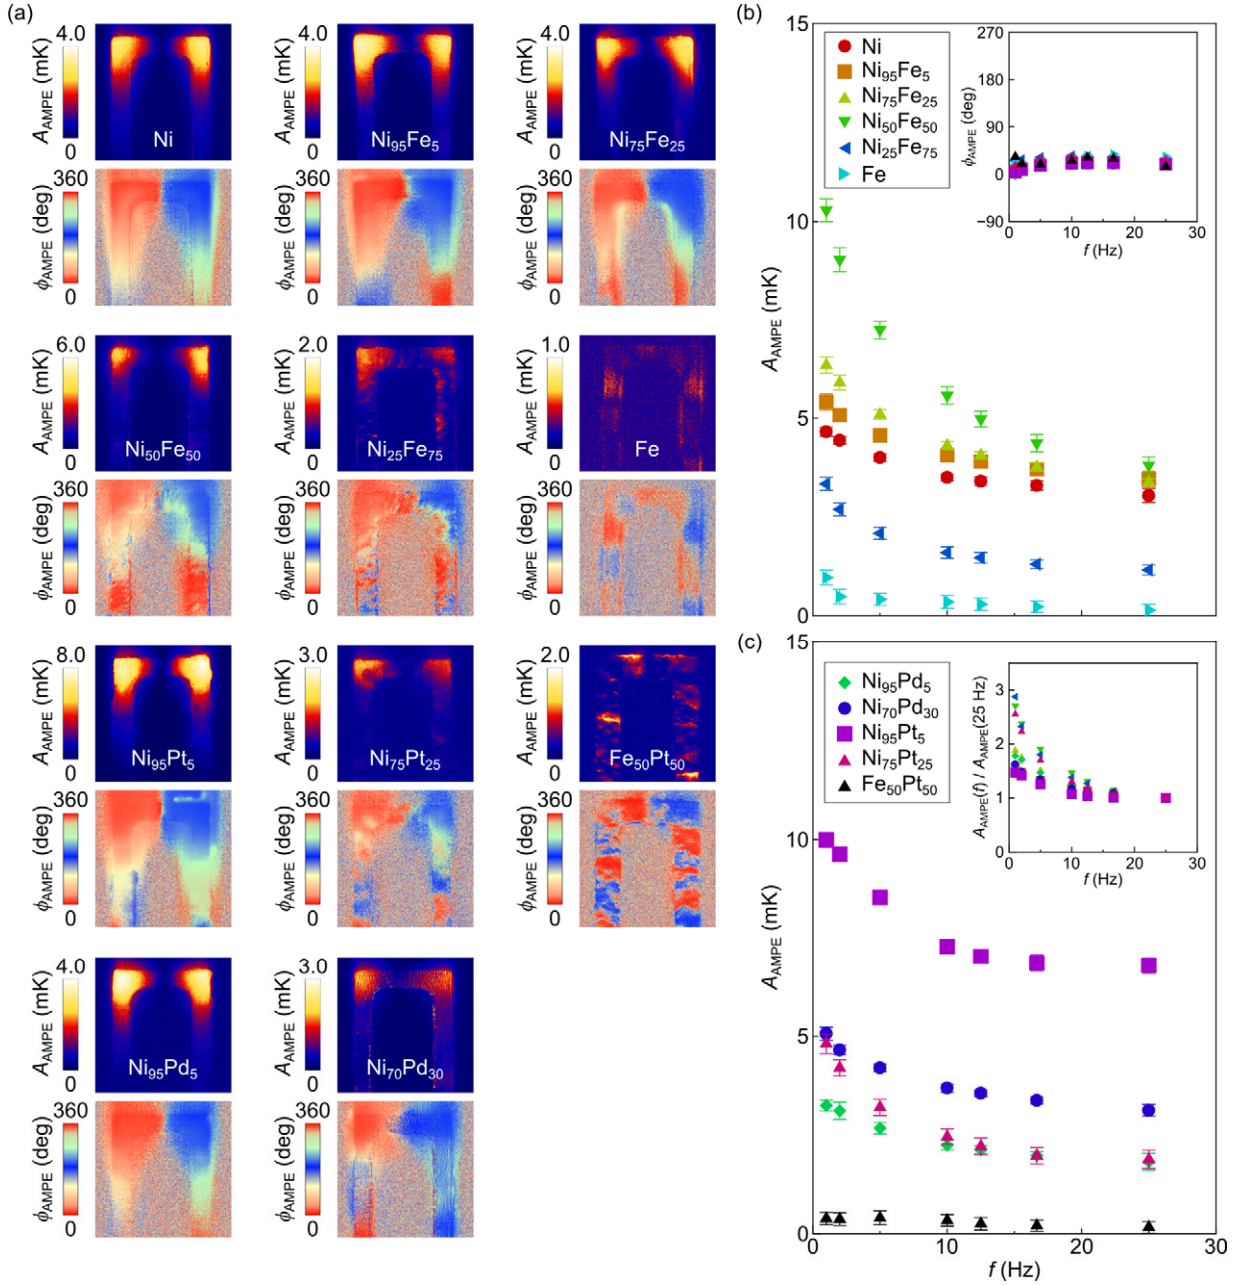 (a)
4.0
A_AMPE (mK)
0
Ni
4.0
A_AMPE (mK)
0
Ni95Fe5
4.0
A_AMPE (mK)
0
Ni75Fe25
360
ϕ_AMPE (deg)
0
360
ϕ_AMPE (deg)
0
360
ϕ_AMPE (deg)
0
6.0
A_AMPE (mK)
0
Ni50Fe50
2.0
A_AMPE (mK)
0
Ni25Fe75
1.0
A_AMPE (mK)
0
Fe
360
ϕ_AMPE (deg)
0
360
ϕ_AMPE (deg)
0
360
ϕ_AMPE (deg)
0
8.0
A_AMPE (mK)
0
Ni95Pt5
3.0
A_AMPE (mK)
0
Ni75Pt25
2.0
A_AMPE (mK)
0
Fe50Pt50
360
ϕ_AMPE (deg)
0
360
ϕ_AMPE (deg)
0
360
ϕ_AMPE (deg)
0
4.0
A_AMPE (mK)
0
Ni95Pd5
3.0
A_AMPE (mK)
0
Ni70Pd30
360
ϕ_AMPE (deg)
0
360
ϕ_AMPE (deg)
0
(b)
15
10
5
0
A_AMPE (mK)
Ni
Ni95Fe5
Ni75Fe25
Ni50Fe50
Ni25Fe75
Fe
270
180
90
0
−90
ϕ_AMPE (deg)
0 10 20 30
f (Hz)
(c)
15
10
5
0
A_AMPE (mK)
Ni95Pd5
Ni70Pd30
Ni95Pt5
Ni75Pt25
Fe50Pt50
3
2
1
0
A_AMPE(f) / A_AMPE(25 Hz)
0 10 20 30
f (Hz)
0 10 20 30
f (Hz)